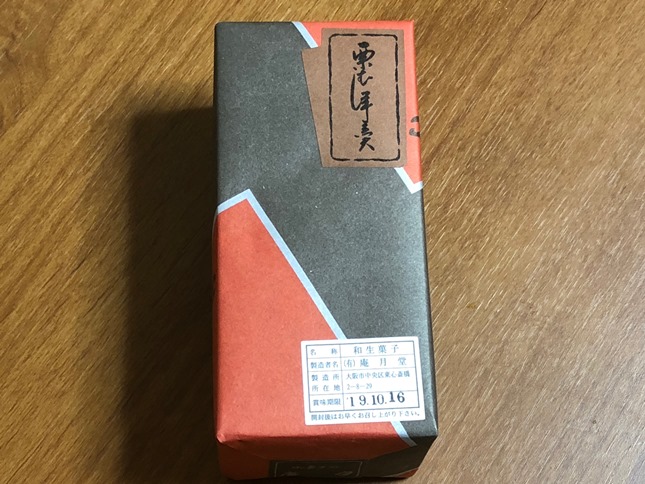 栗むし羊羹
名称 和生菓子
製造者名 (有)庵月堂
製造所 大阪市中央区東心斎橋
所在地 2-8-29
賞味期限 '19.10.16
開封後はお早くお召し上がり下さい。